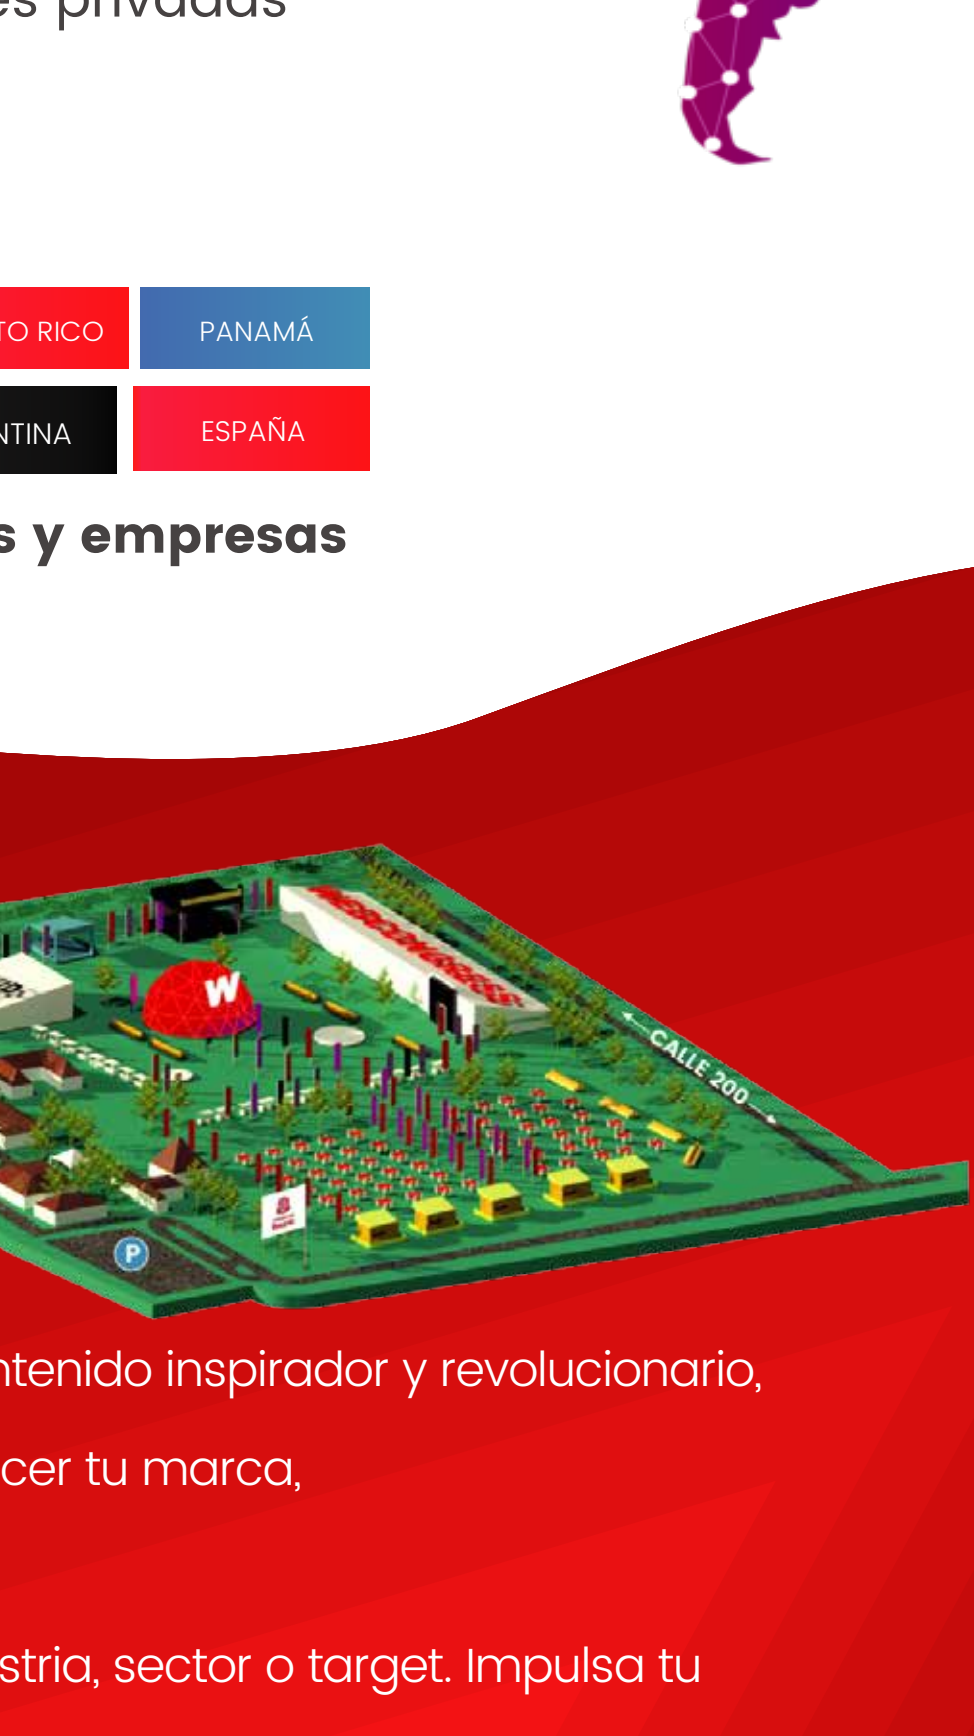 es privadas
TO RICO
PANAMÁ
NTINA
ESPAÑA
s y empresas
W
← CALLE 200 →
P
ntenido inspirador y revolucionario,
cer tu marca,
stria, sector o target. Impulsa tu